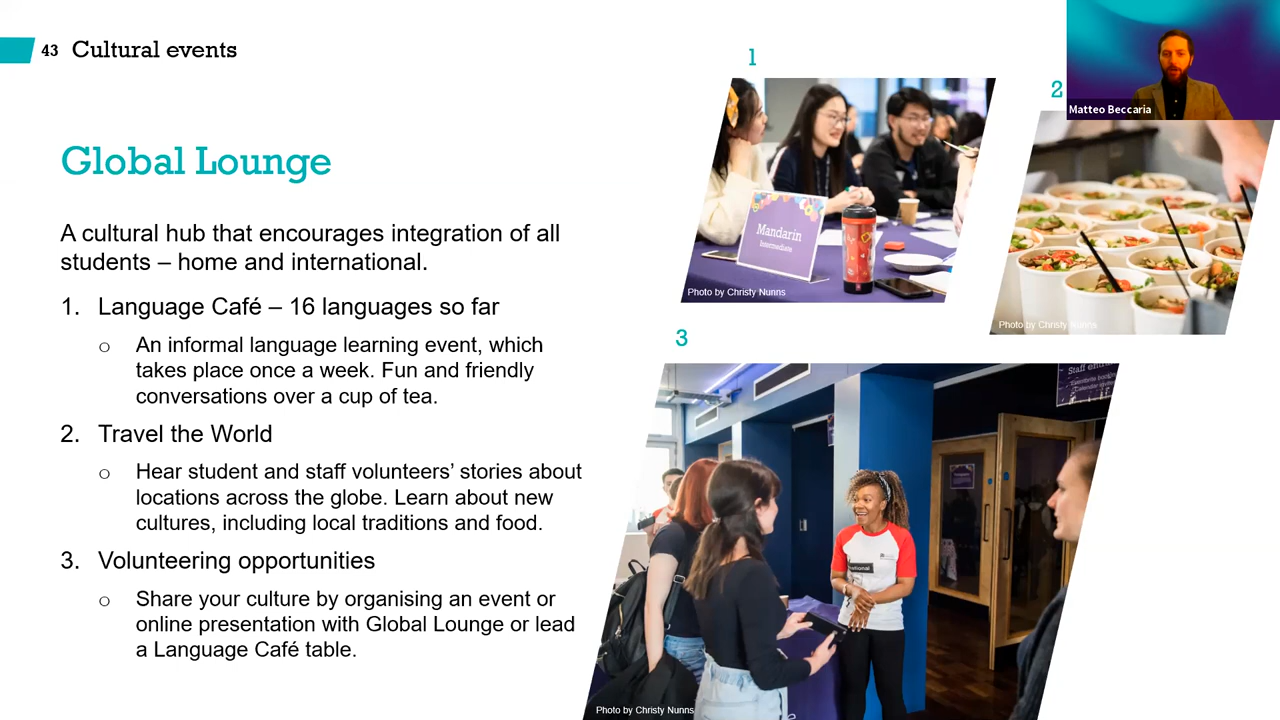 43 Cultural events
Global Lounge
A cultural hub that encourages integration of all
students – home and international.
1. Language Café – 16 languages so far
○ An informal language learning event, which
takes place once a week. Fun and friendly
conversations over a cup of tea.
2. Travel the World
○ Hear student and staff volunteers’ stories about
locations across the globe. Learn about new
cultures, including local traditions and food.
3. Volunteering opportunities
○ Share your culture by organising an event or
online presentation with Global Lounge or lead
a Language Café table.
1
Mandarin
Intermediate
Photo by Christy Nunns
2
Matteo Beccaria
Photo by Christy Nunns
3
Staff
Photo by Christy Nunns